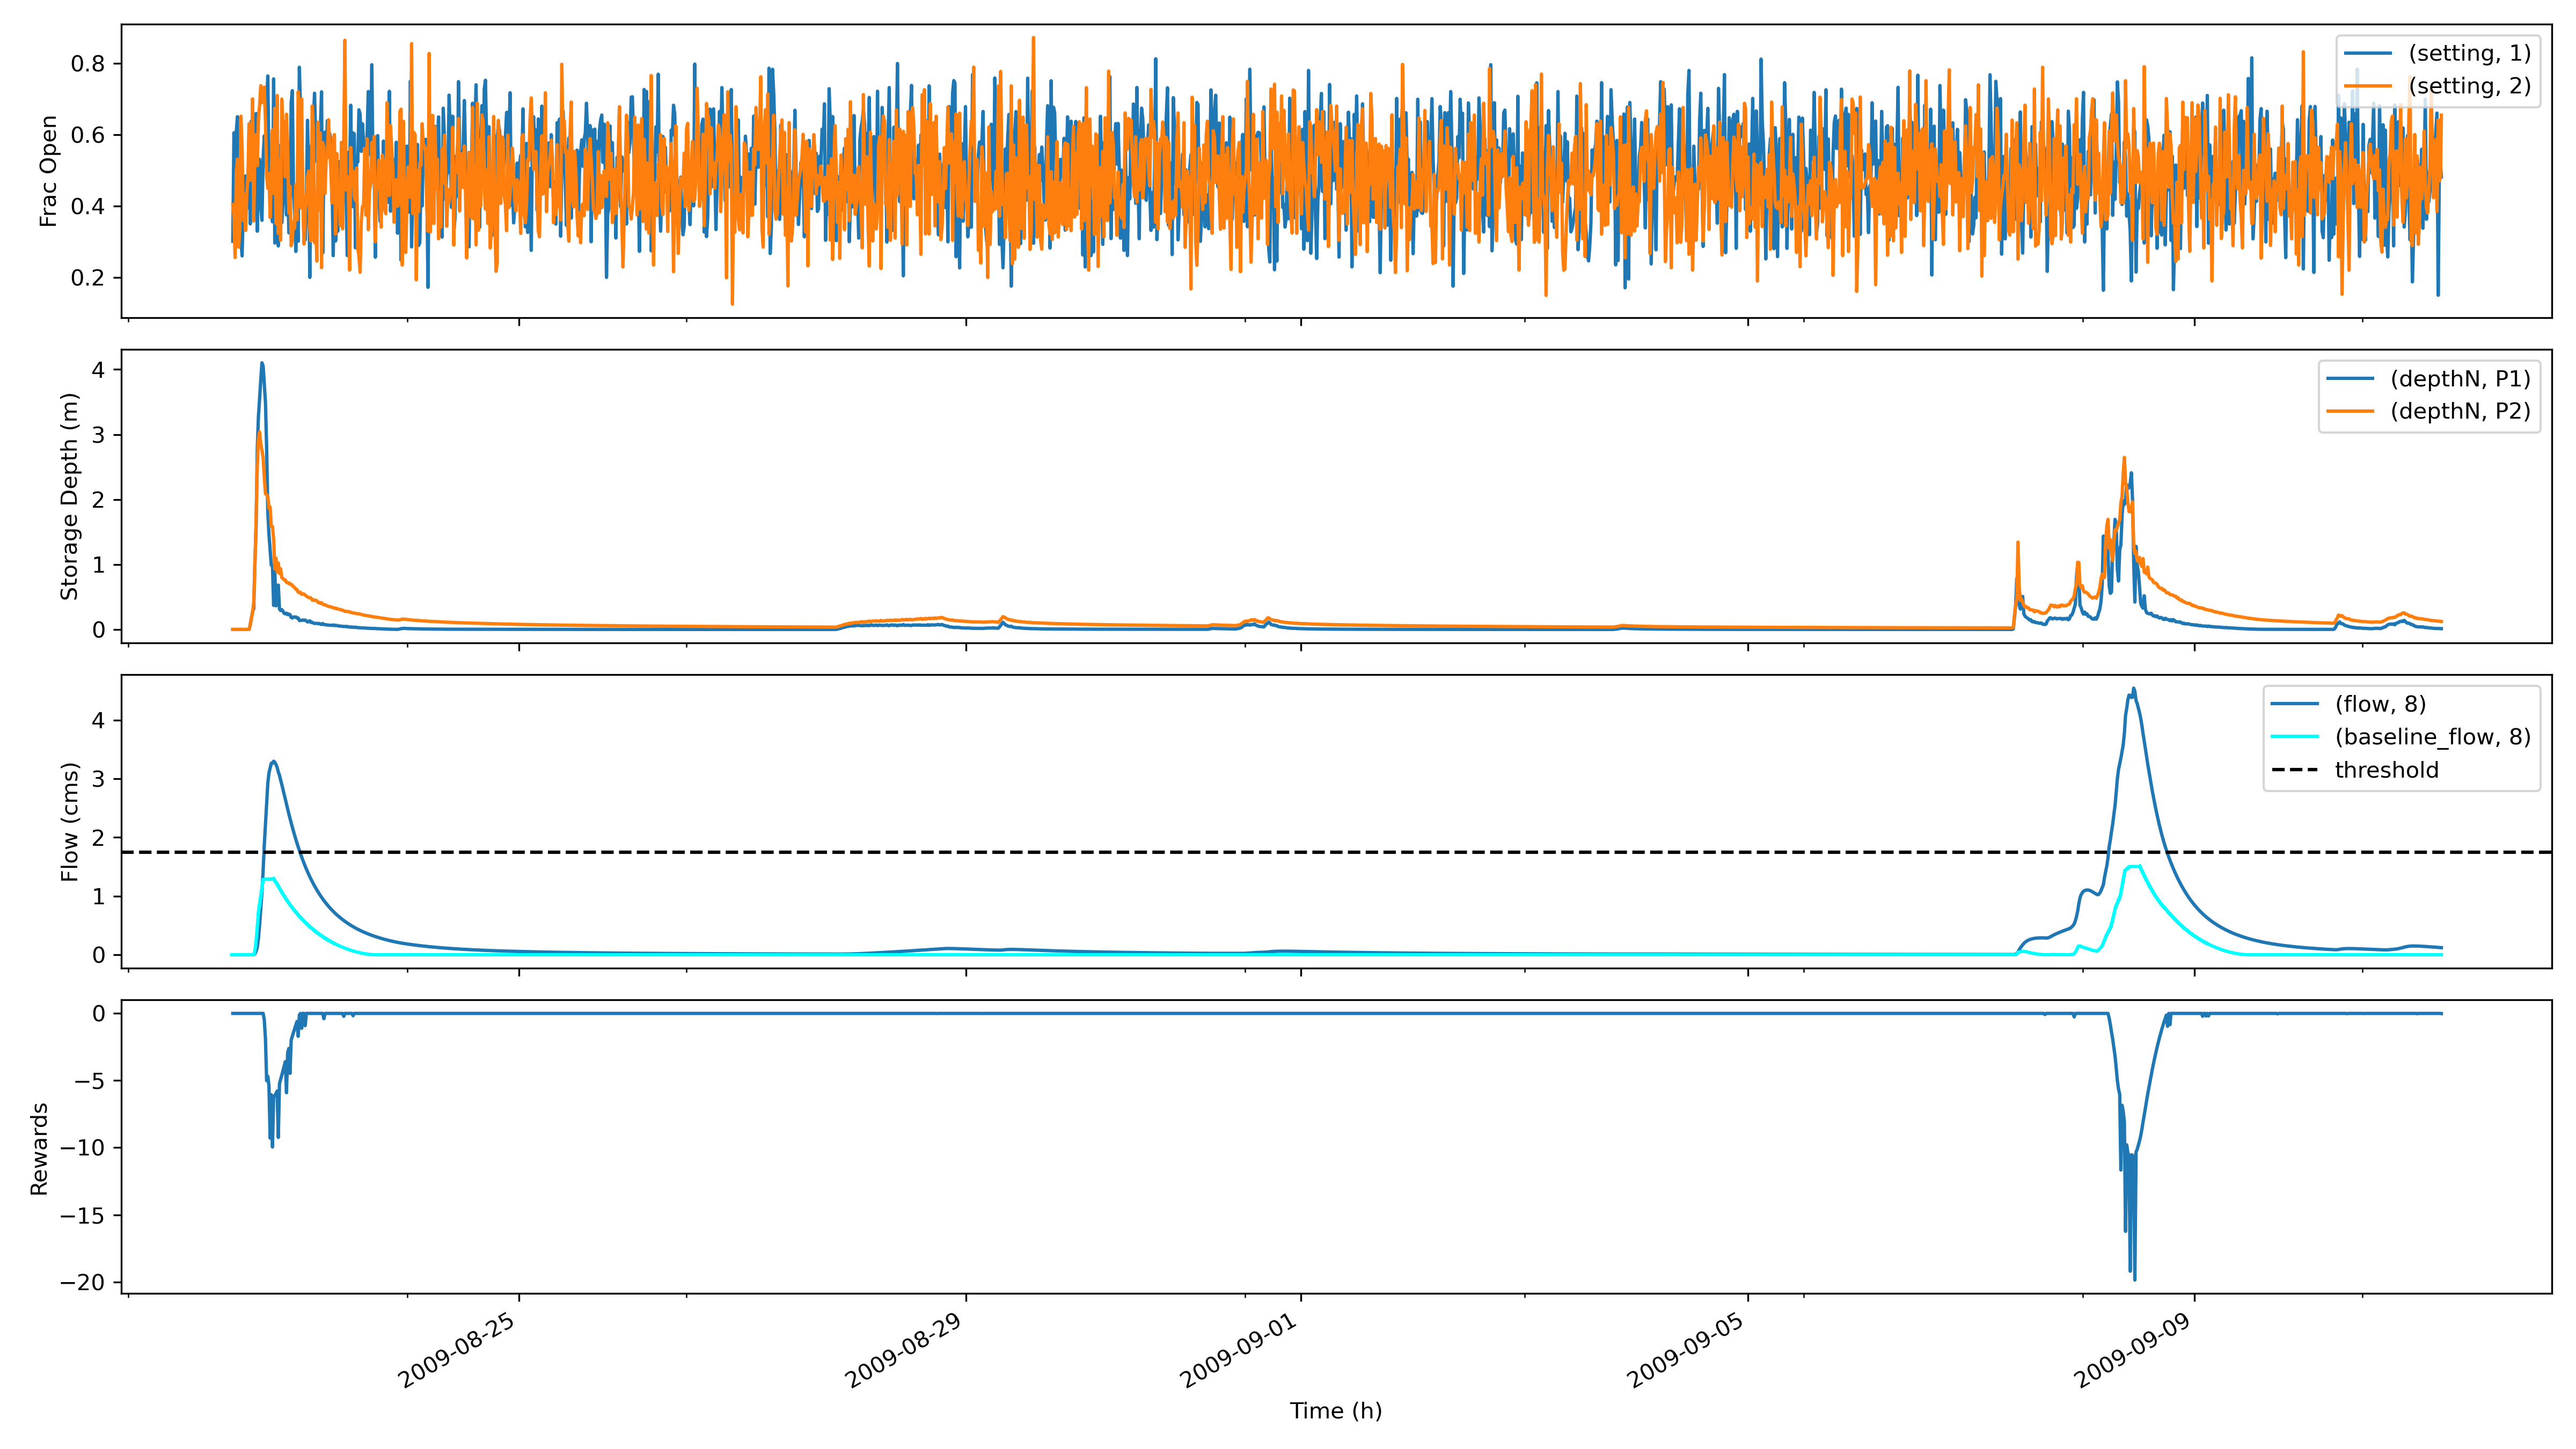 0.8
0.6
0.4
0.2
Frac Open
(setting, 1)
(setting, 2)
4
3
2
1
0
Storage Depth (m)
(depthN, P1)
(depthN, P2)
4
3
2
1
0
Flow (cms)
(flow, 8)
(baseline_flow, 8)
threshold
0
−5
−10
−15
−20
Rewards
2009-08-25
2009-08-29
2009-09-01
2009-09-05
2009-09-09
Time (h)